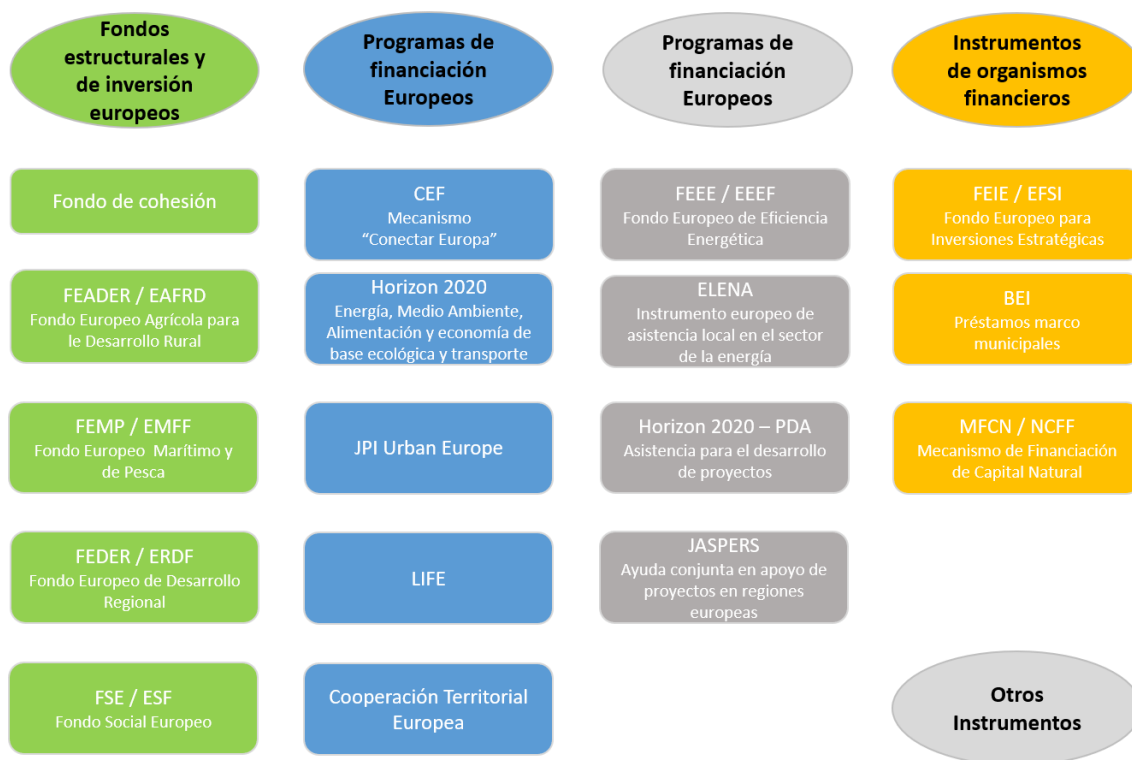 Fondos
estructurales y
de inversión
europeos
Fondo de cohesión
FEADER / EAFRD
Fondo Europeo Agrícola para
le Desarrollo Rural
FEMP / EMFF
Fondo Europeo Marítimo y
de Pesca
FEDER / ERDF
Fondo Europeo de Desarrollo
Regional
FSE / ESF
Fondo Social Europeo
Programas de
financiación
Europeos
CEF
Mecanismo
“Conectar Europa”
Horizon 2020
Energía, Medio Ambiente,
Alimentación y economía de
base ecológica y transporte
JPI Urban Europe
LIFE
Cooperación Territorial
Europea
Programas de
financiación
Europeos
FEEE / EEEF
Fondo Europeo de Eficiencia
Energética
ELENA
Instrumento europeo de
asistencia local en el sector
de la energía
Horizon 2020 – PDA
Asistencia para el desarrollo
de proyectos
JASPERS
Ayuda conjunta en apoyo de
proyectos en regiones
europeas
Instrumentos
de organismos
financieros
FEIE / EFSI
Fondo Europeo para
Inversiones Estratégicas
BEI
Préstamos marco
municipales
MFCN / NCFF
Mecanismo de Financiación
de Capital Natural
Otros
Instrumentos